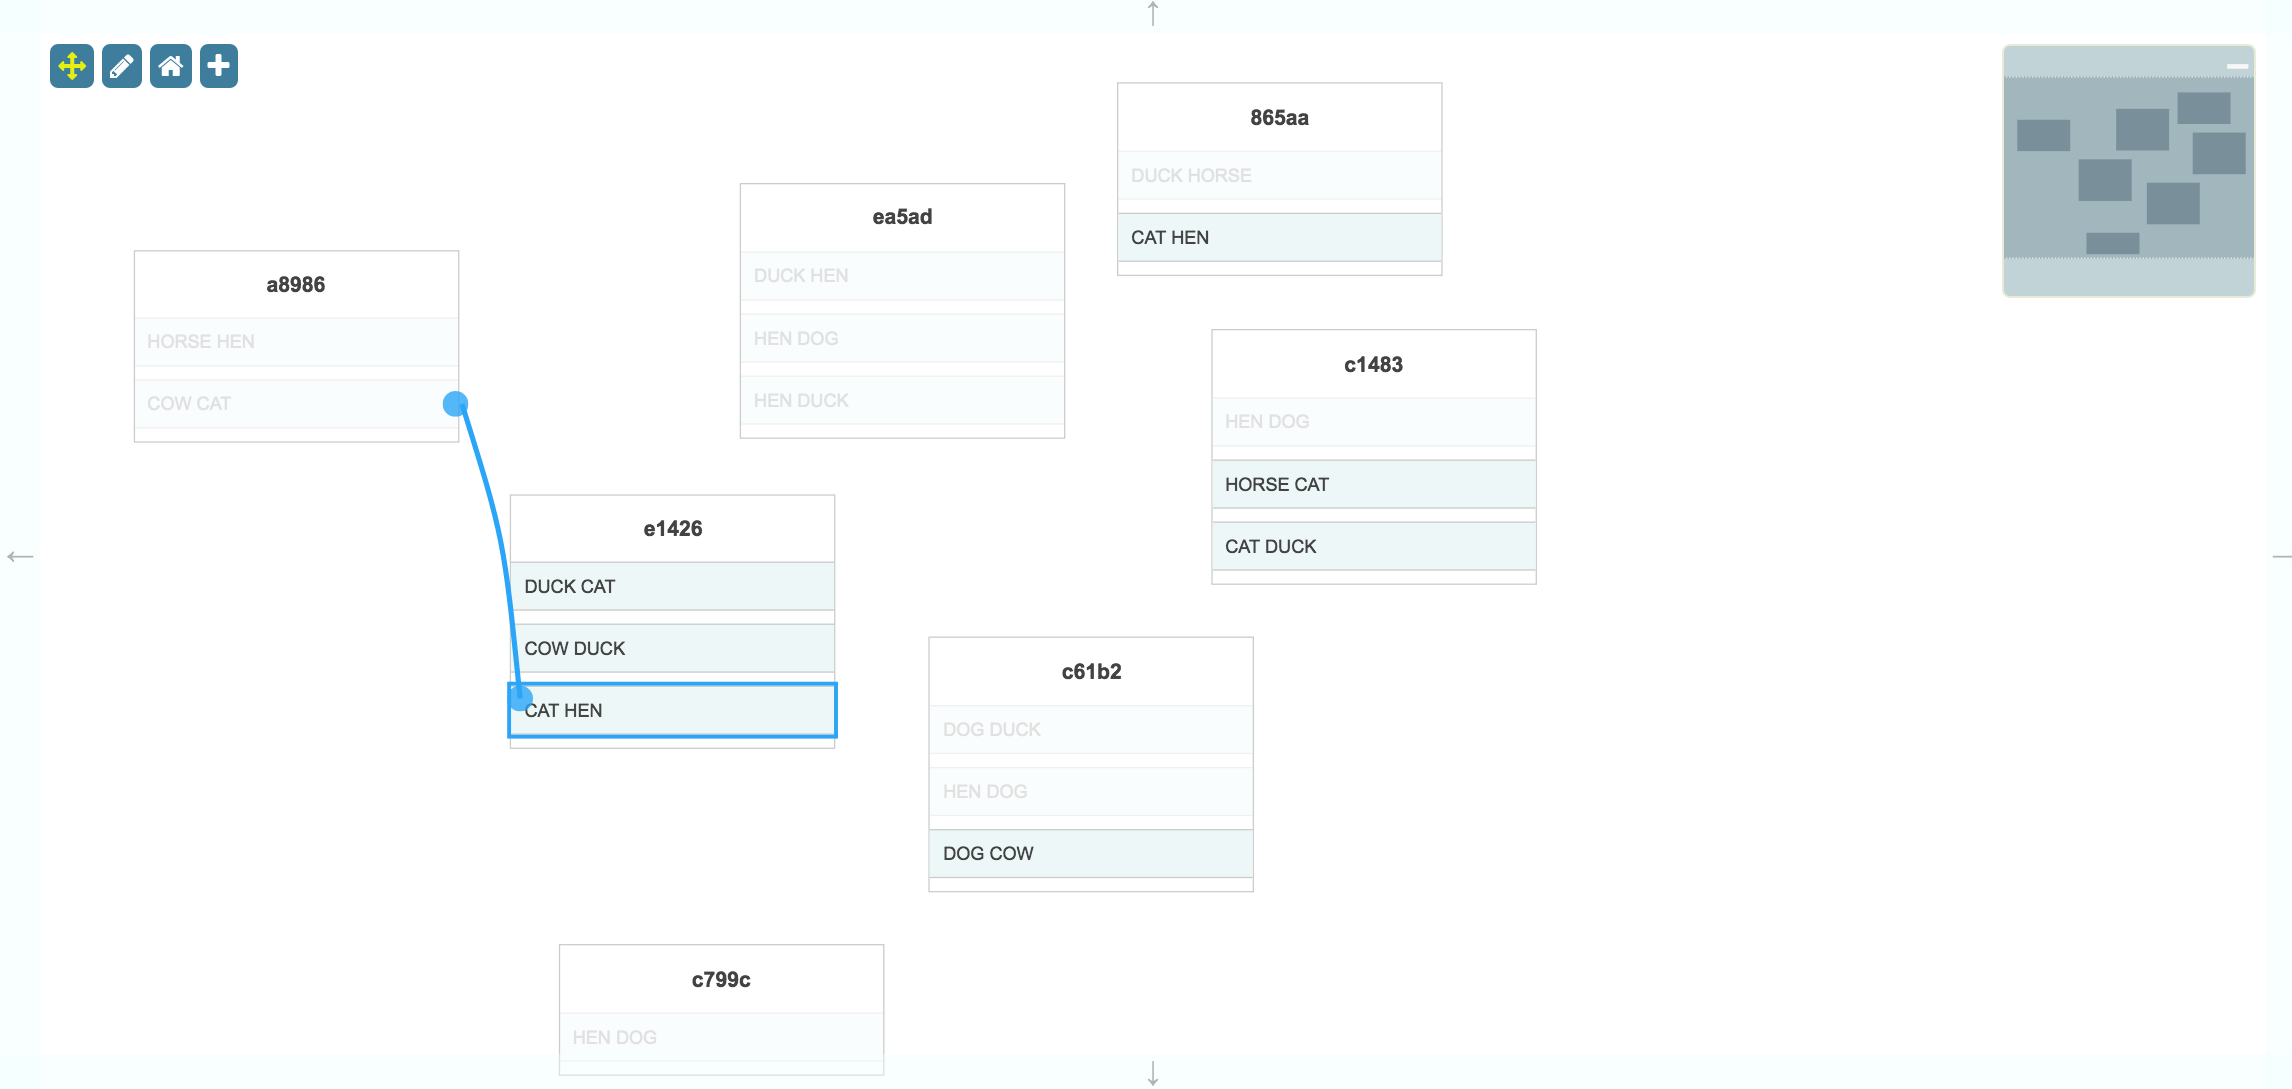 865aa
DUCK HORSE
CAT HEN
ea5ad
DUCK HEN
HEN DOG
HEN DUCK
a8986
HORSE HEN
COW CAT
c1483
HEN DOG
HORSE CAT
CAT DUCK
e1426
DUCK CAT
COW DUCK
CAT HEN
c61b2
DOG DUCK
HEN DOG
DOG COW
c799c
HEN DOG